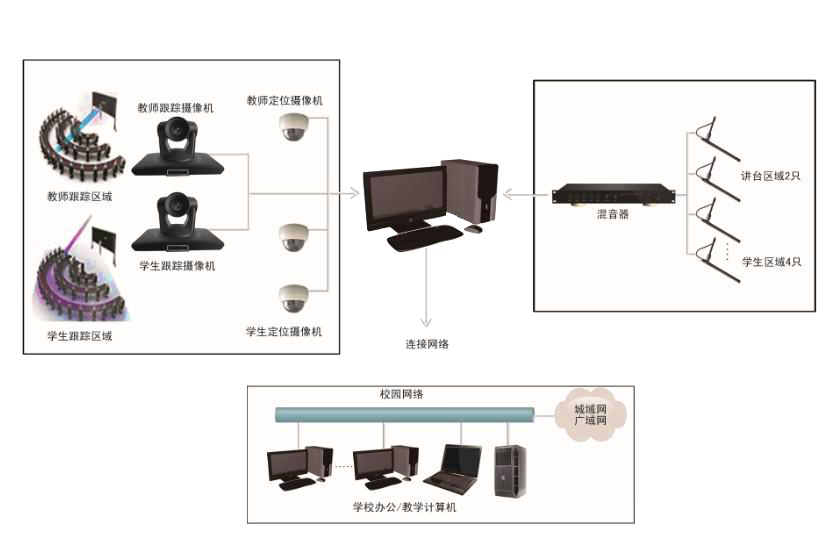 教师跟踪摄像机
教师定位摄像机
教师跟踪区域
学生跟踪摄像机
学生跟踪区域
学生定位摄像机
混音器
讲台区域2只
学生区域4只
连接网络
校园网络
城域网
广域网
学校办公/教学计算机